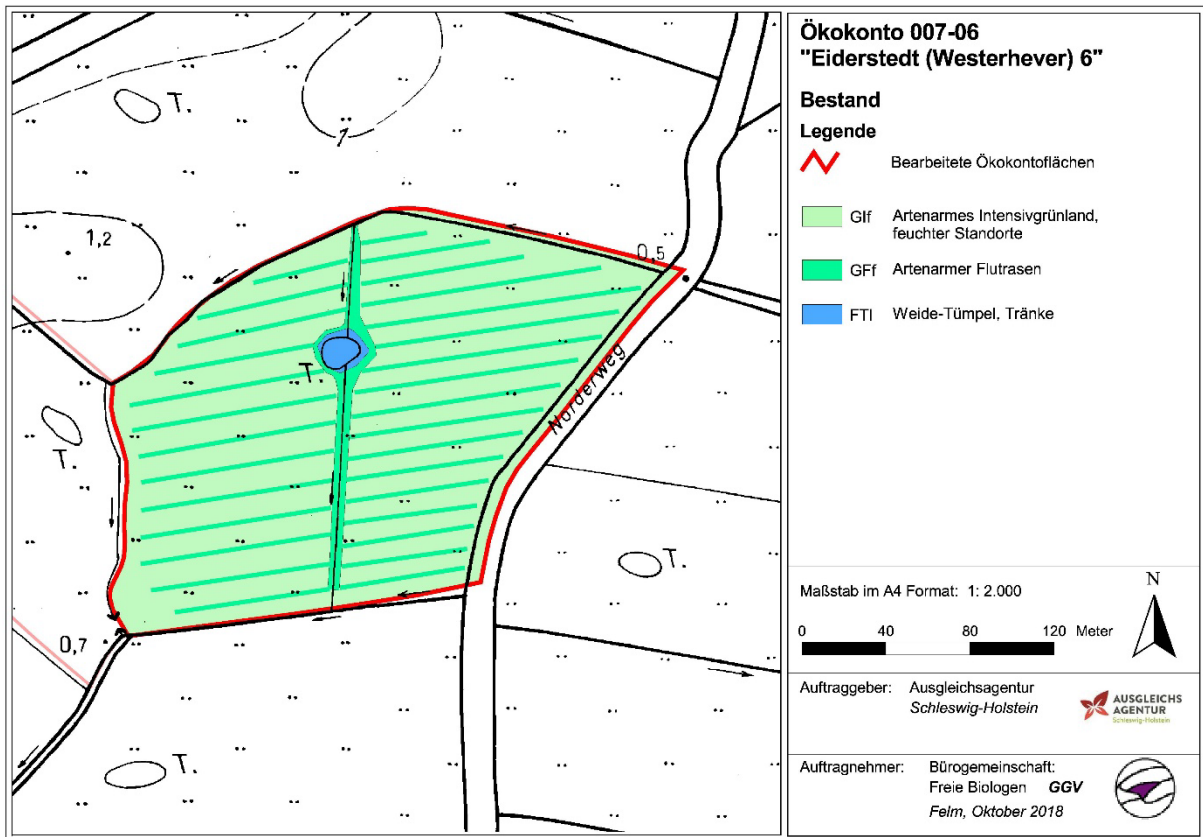 T.
1
1,2
0,5
T.
Norderweg
T.
T.
0,7
T.
Ökokonto 007-06
"Eiderstedt (Westerhever) 6"
Bestand
Legende
Bearbeitete Ökokontoflächen
GIf Artenarmes Intensivgrünland,
feuchter Standorte
GFf Artenarmer Flutrasen
FTl Weide-Tümpel, Tränke
Maßstab im A4 Format: 1: 2.000
N
0 40 80 120 Meter
Auftraggeber: Ausgleichsagentur
Schleswig-Holstein
AUSGLEICHS
AGENTUR
Schleswig-Holstein
Auftragnehmer: Bürogemeinschaft:
Freie Biologen GGV
Felm, Oktober 2018